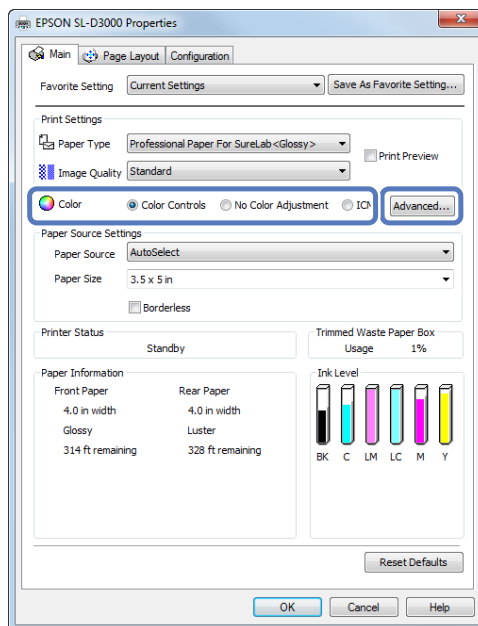 EPSON SL-D3000 Properties
Main Page Layout Configuration
Favorite Setting Current Settings Save As Favorite Setting...
Print Settings
Paper Type Professional Paper For SureLab<Glossy> Print Preview
Image Quality Standard
Color Color Controls No Color Adjustment ICM Advanced...
Paper Source Settings
Paper Source AutoSelect
Paper Size 3.5 x 5 in
Borderless
Printer Status
Standby
Trimmed Waste Paper Box
Usage 1%
Paper Information
Front Paper Rear Paper
4.0 in width 4.0 in width
Glossy Luster
314 ft remaining 328 ft remaining
Ink Level
BK C LM LC M Y
Reset Defaults
OK Cancel Help